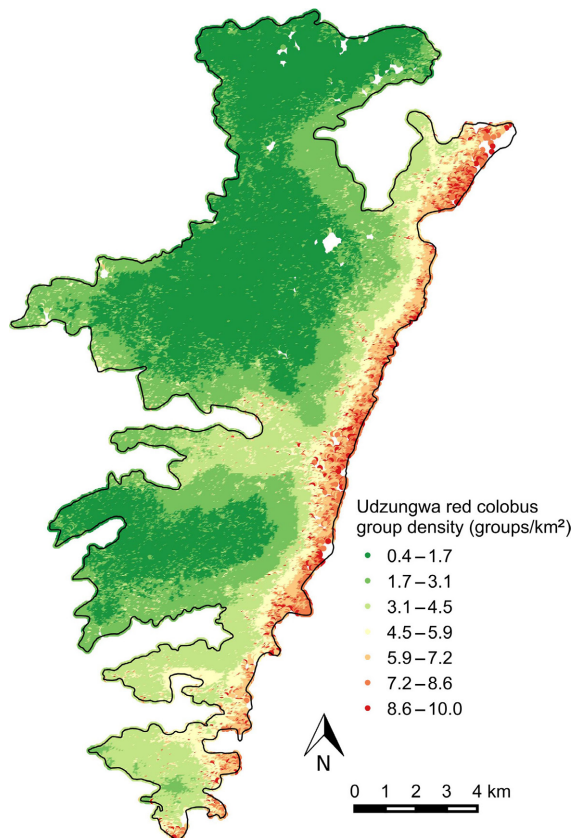 Udzungwa red colobus
group density (groups/km²)
0.4–1.7
1.7–3.1
3.1–4.5
4.5–5.9
5.9–7.2
7.2–8.6
8.6–10.0
N
0 1 2 3 4 km